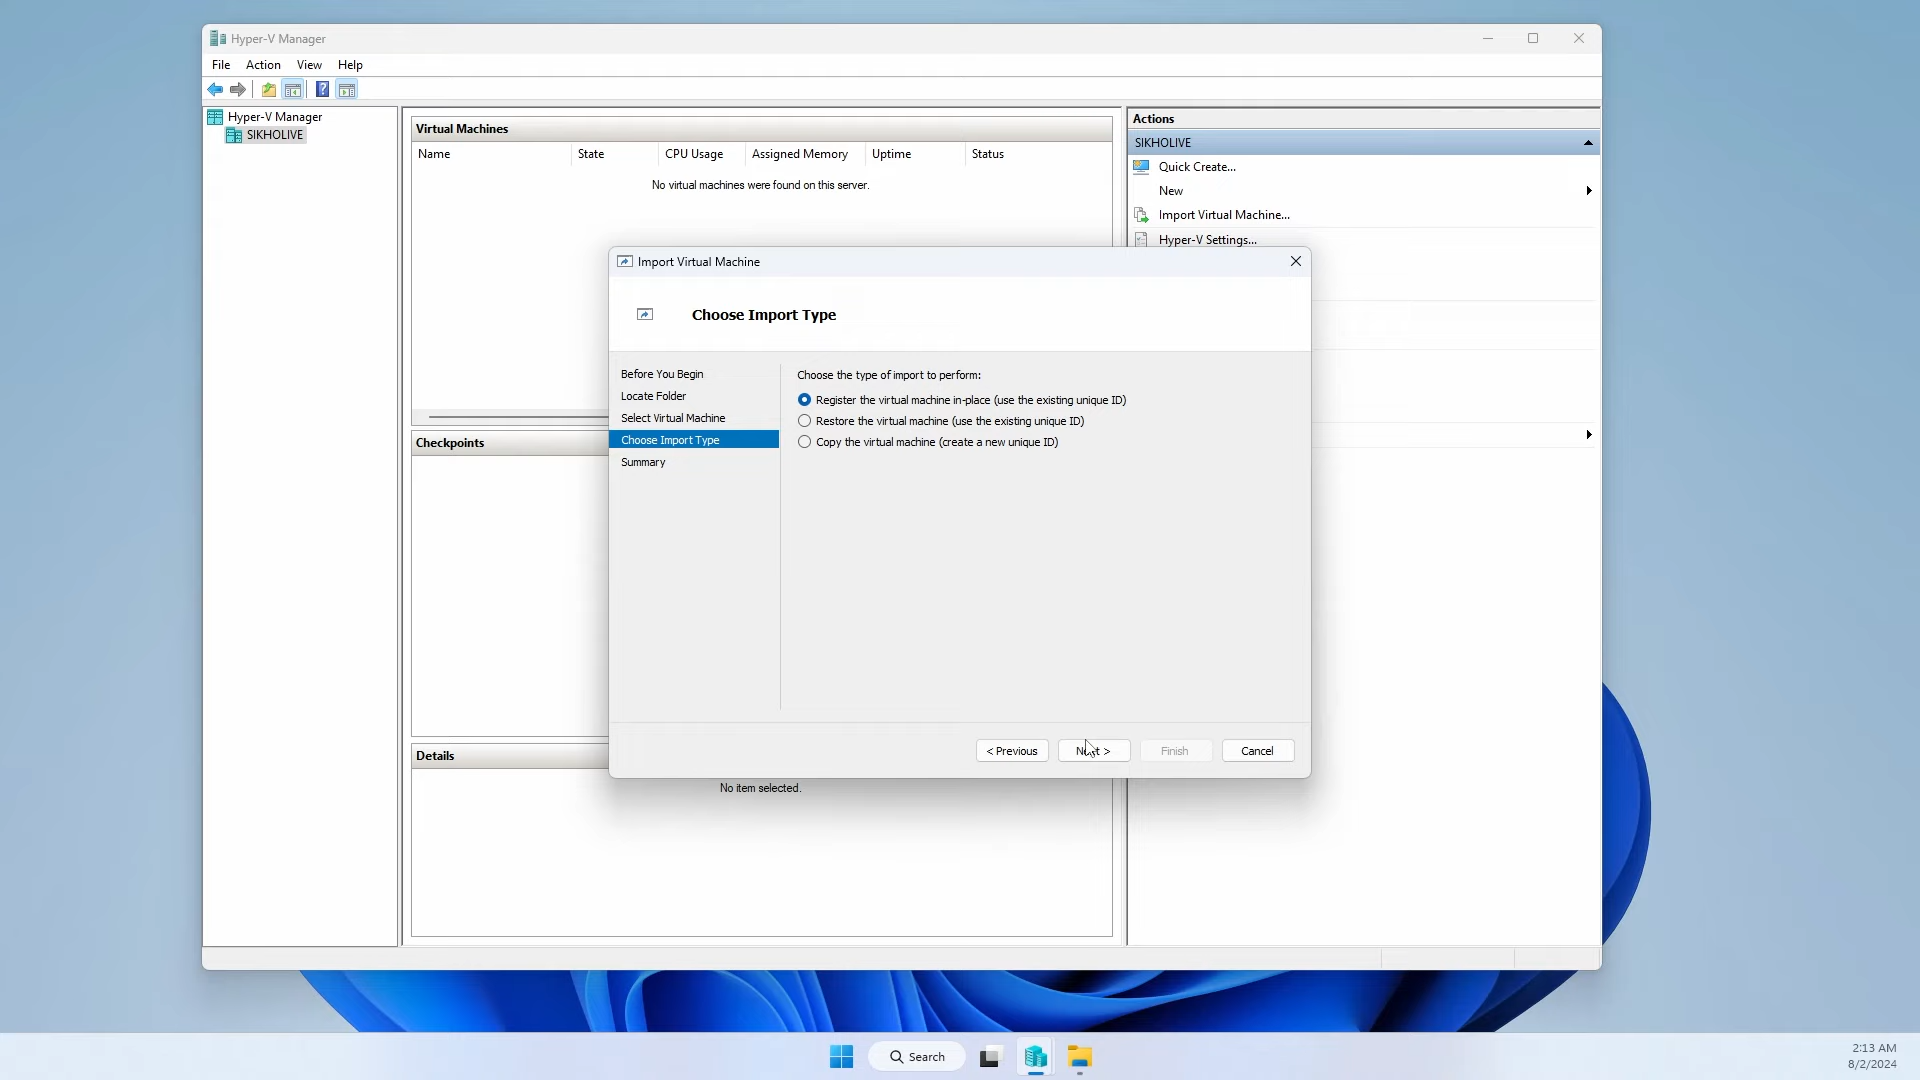 Hyper-V Manager
File Action View Help
Hyper-V Manager
SIKHOLIVE
Virtual Machines
Name State CPU Usage Assigned Memory Uptime Status
No virtual machines were found on this server.
Checkpoints
Details
No item selected.
Actions
SIKHOLIVE
Quick Create...
New
Import Virtual Machine...
Hyper-V Settings...
Import Virtual Machine
Choose Import Type
Before You Begin
Locate Folder
Select Virtual Machine
Choose Import Type
Summary
Choose the type of import to perform:
Register the virtual machine in-place (use the existing unique ID)
Restore the virtual machine (use the existing unique ID)
Copy the virtual machine (create a new unique ID)
< Previous Next > Finish Cancel
Search
2:13 AM
8/2/2024